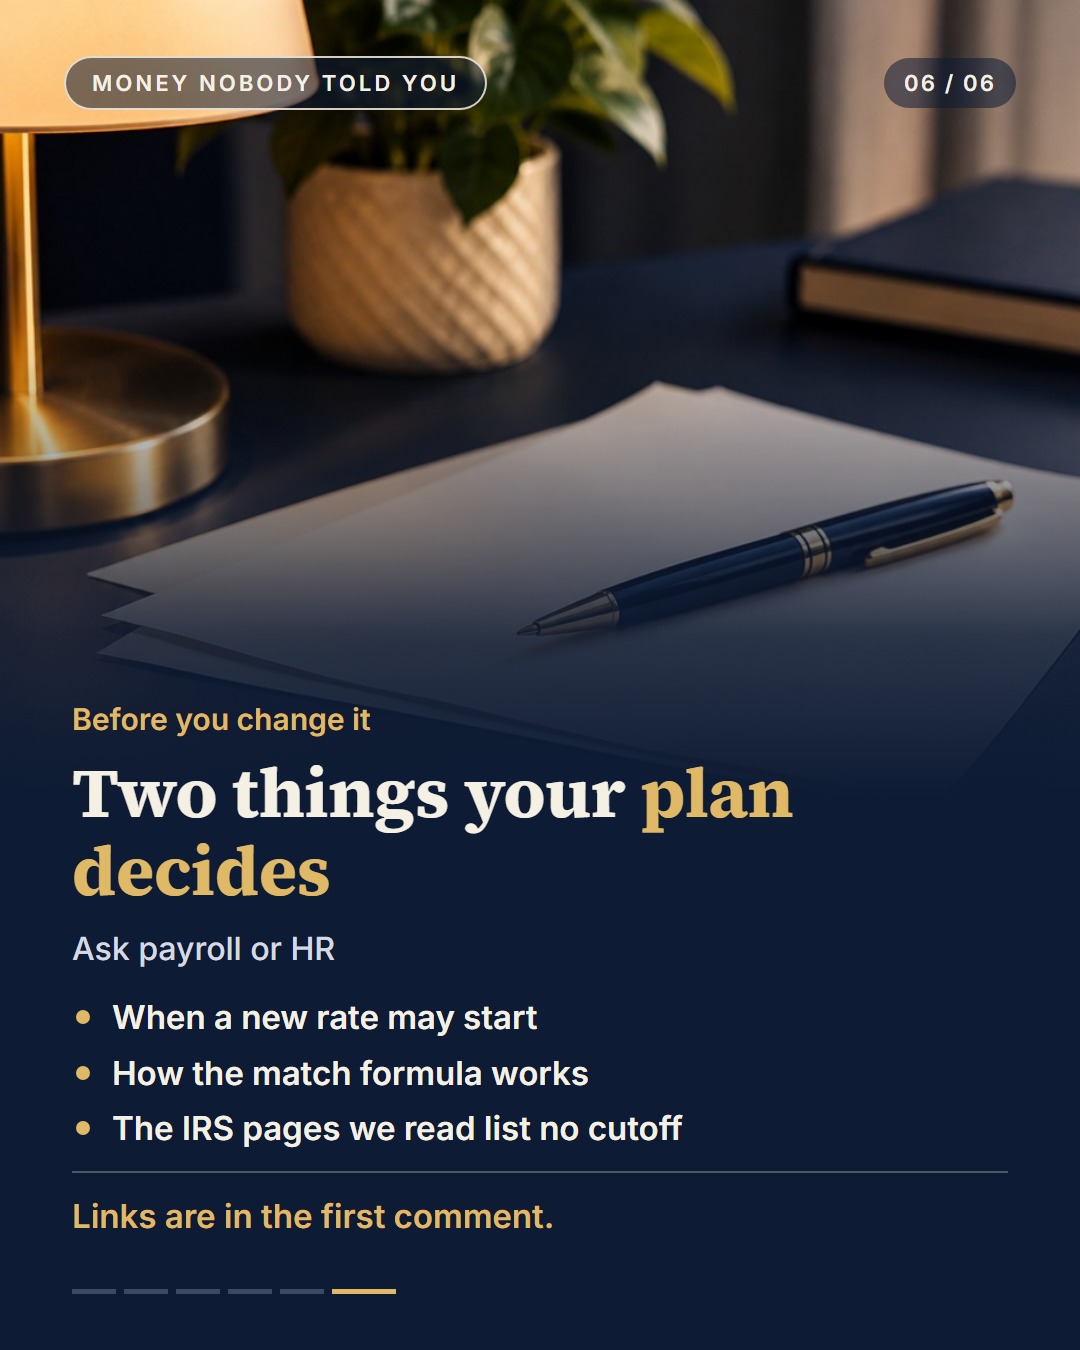 MONEY NOBODY TOLD YOU
06 / 06
Before you change it
Two things your plan
decides
Ask payroll or HR
When a new rate may start
How the match formula works
The IRS pages we read list no cutoff
Links are in the first comment.